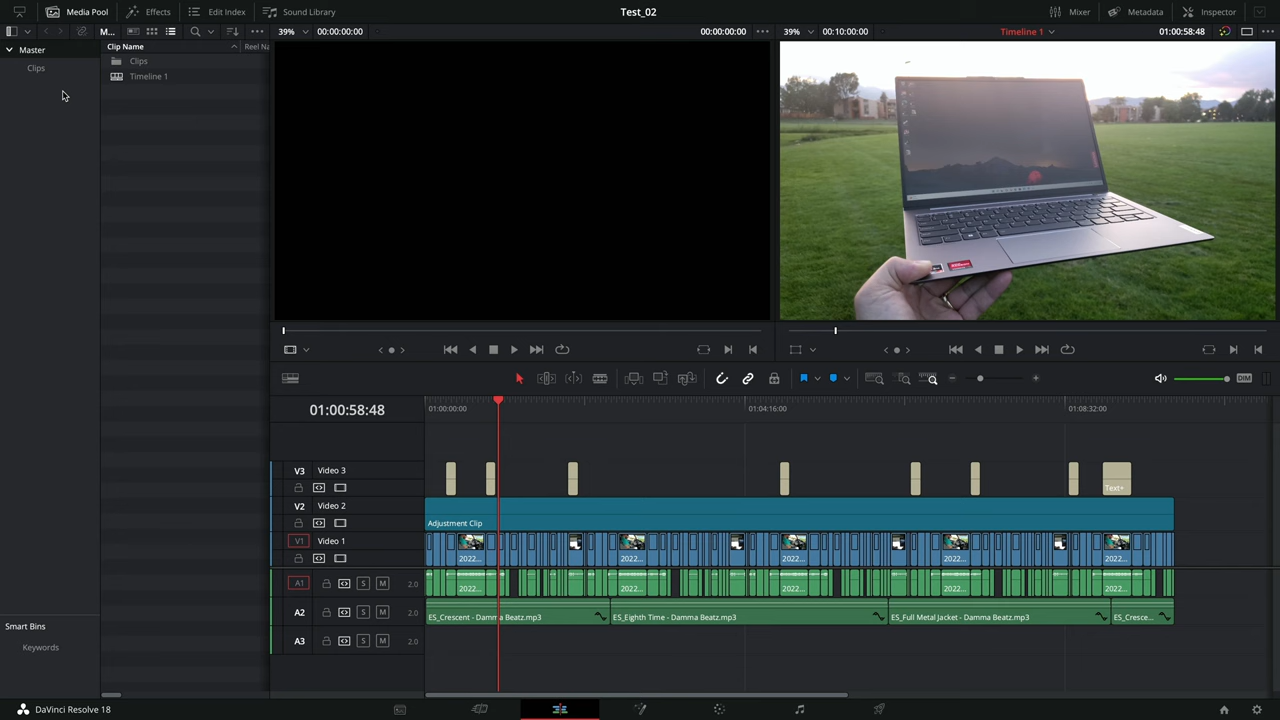 Media Pool
Effects
Edit Index
Sound Library
Test_02
Mixer
Metadata
Inspector
M...
39%
00:00:00:00
00:00:00:00
39%
00:10:00:00
Timeline 1
01:00:58:48
Master
Clips
Clip Name
Reel Na
Clips
Timeline 1
DIM
01:00:58:48
01:00:00:00
01:04:16:00
01:08:32:00
V3
Video 3
Text+
V2
Video 2
Adjustment Clip
V1
Video 1
2022...
2022...
2022...
2022...
2022...
A1
S
M
2.0
2022...
2022...
2022...
2022...
2022...
A2
S
M
2.0
ES_Crescent - Damma Beatz.mp3
ES_Eighth Time - Damma Beatz.mp3
ES_Full Metal Jacket - Damma Beatz.mp3
ES_Cresce...
A3
S
M
2.0
Smart Bins
Keywords
DaVinci Resolve 18